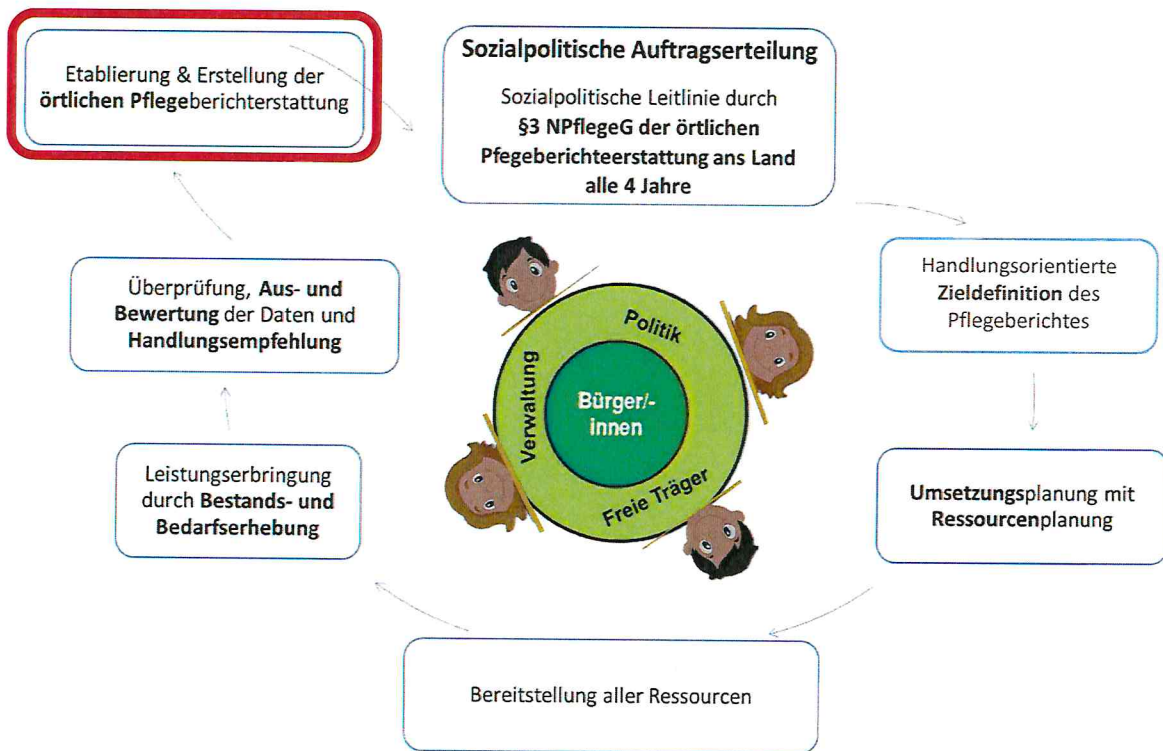 Etablierung & Erstellung der
örtlichen Pflegeberichterstattung
Sozialpolitische Auftragserteilung
Sozialpolitische Leitlinie durch
§3 NPflegeG der örtlichen
Pfegeberichteerstattung ans Land
alle 4 Jahre
Handlungsorientierte
Zieldefinition des
Pflegeberichtes
Umsetzungsplanung mit
Ressourcenplanung
Bereitstellung aller Ressourcen
Leistungserbringung
durch Bestands- und
Bedarfserhebung
Überprüfung, Aus- und
Bewertung der Daten und
Handlungsempfehlung
Politik
Verwaltung
Freie Träger
Bürger/-
innen